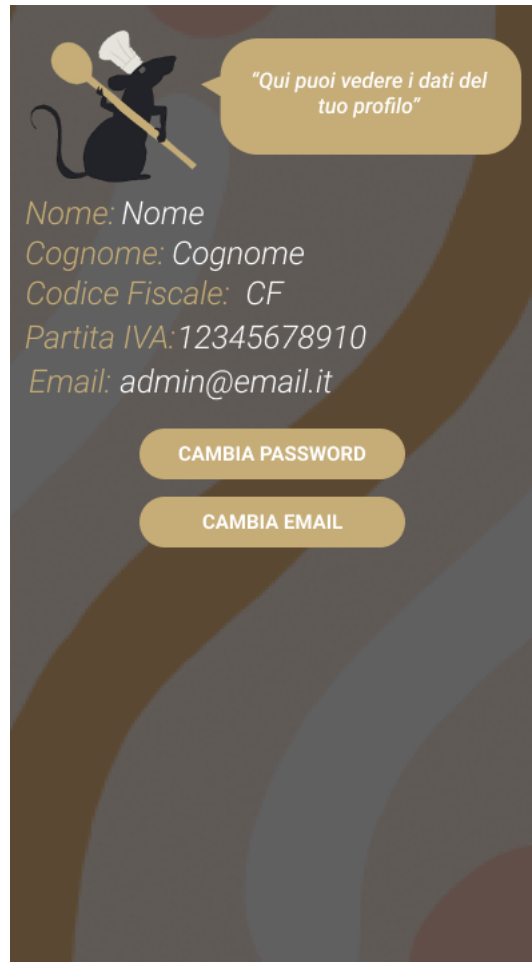 “Qui puoi vedere i dati del
tuo profilo”
Nome: Nome
Cognome: Cognome
Codice Fiscale: CF
Partita IVA: 12345678910
Email: admin@email.it
CAMBIA PASSWORD
CAMBIA EMAIL